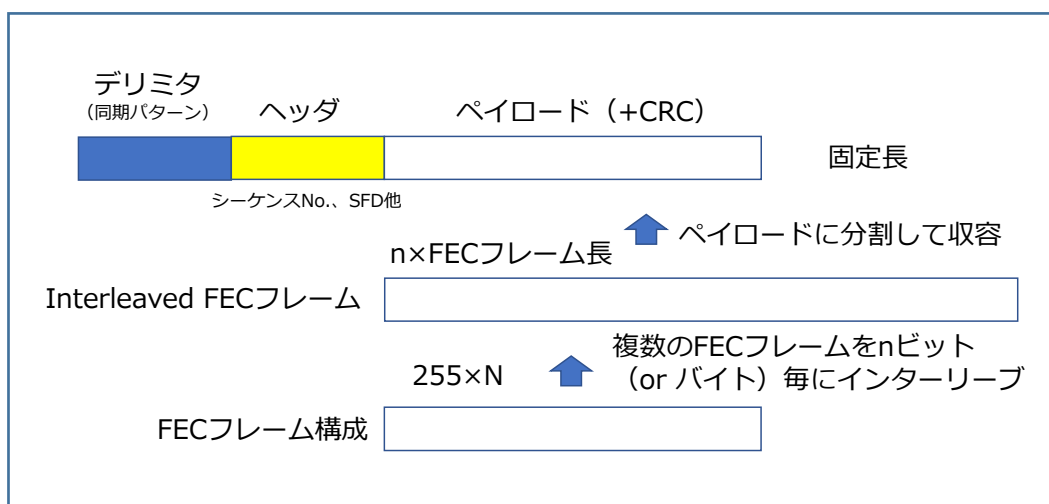 デリミタ
（同期パターン）
ヘッダ
ペイロード（+CRC）
固定長
シーケンスNo.、SFD他
ペイロードに分割して収容
n×FECフレーム長
Interleaved FECフレーム
複数のFECフレームをnビット
（or バイト）毎にインターリーブ
255×N
FECフレーム構成